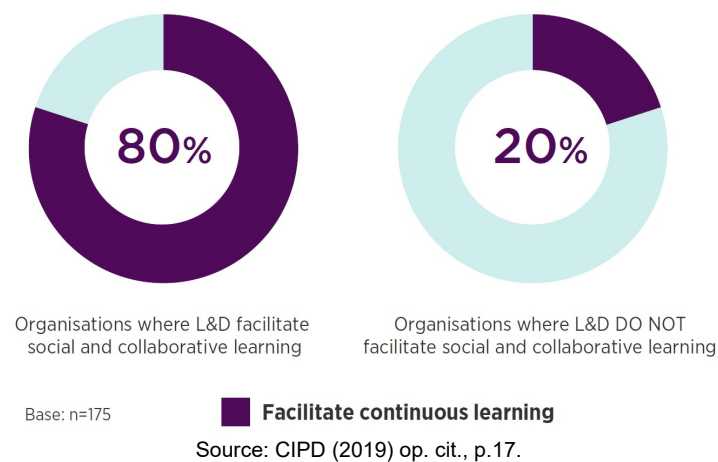 80%
20%
Organisations where L&D facilitate
social and collaborative learning
Organisations where L&D DO NOT
facilitate social and collaborative learning
Base: n=175
Facilitate continuous learning
Source: CIPD (2019) op. cit., p.17.